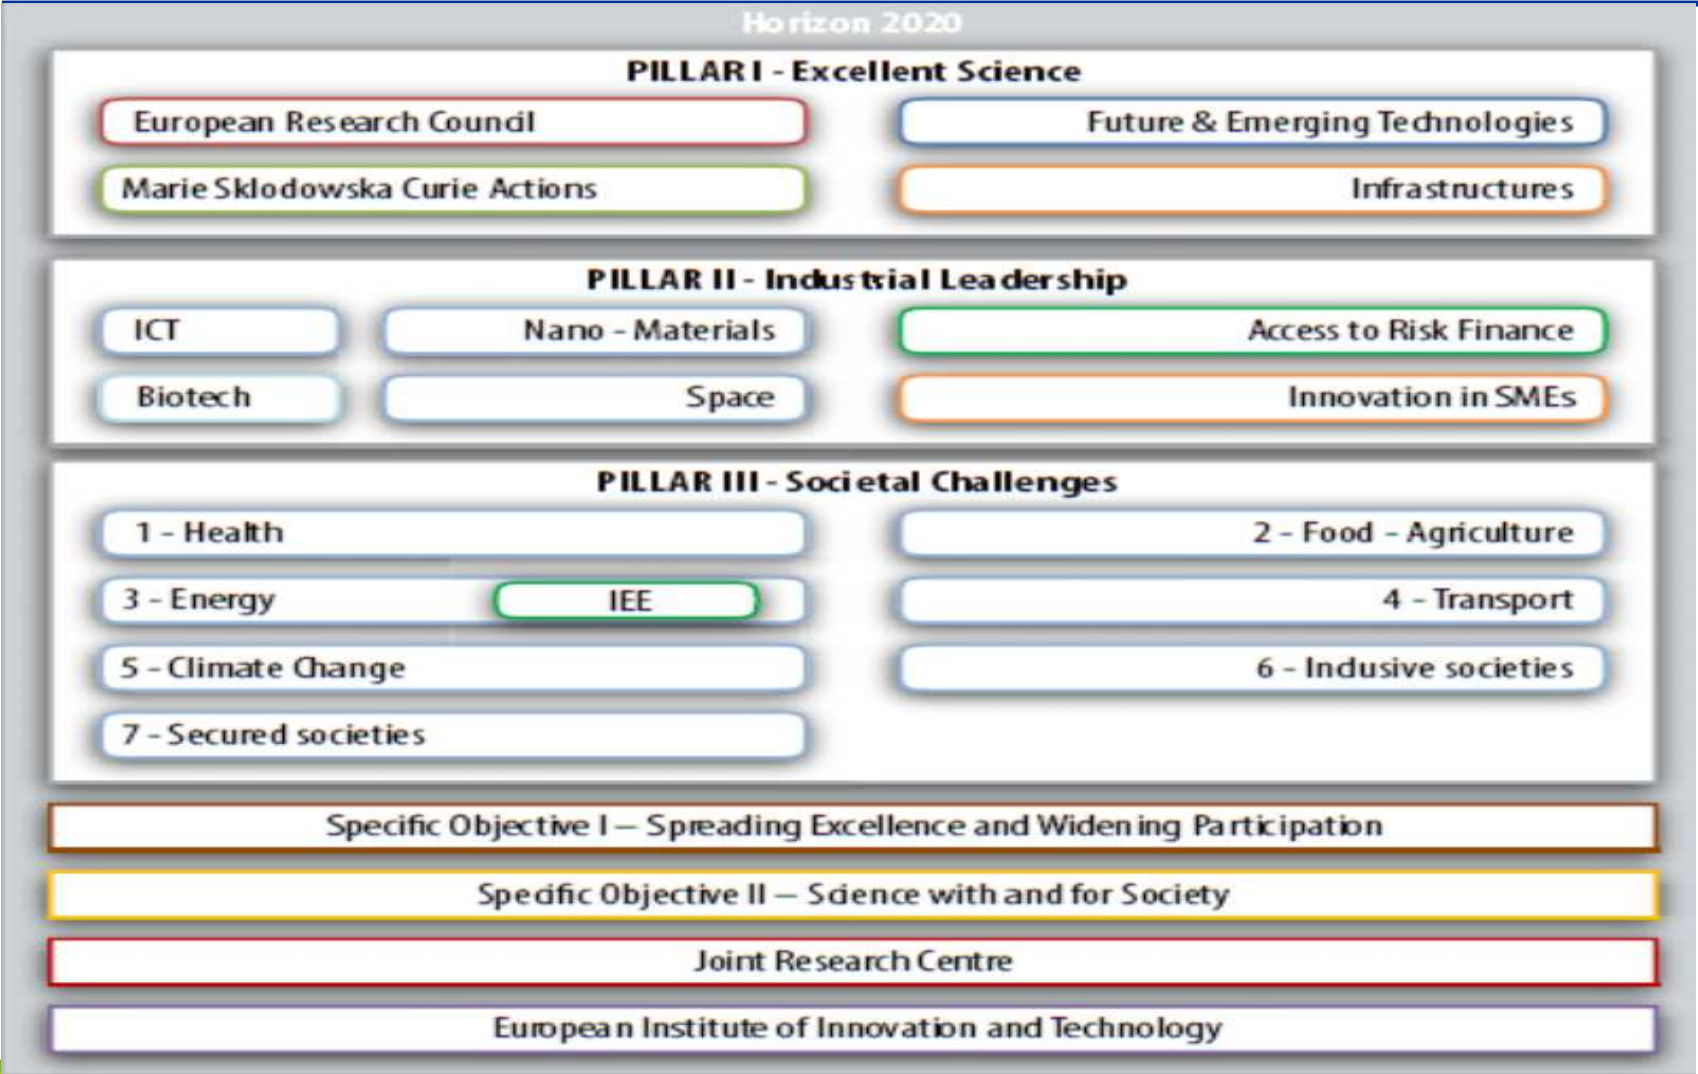 Horizon 2020
PILLAR I - Excellent Science
European Research Council
Future & Emerging Technologies
Marie Sklodowska Curie Actions
Infrastructures
PILLAR II - Industrial Leadership
ICT
Nano - Materials
Access to Risk Finance
Biotech
Space
Innovation in SMEs
PILLAR III - Societal Challenges
1 - Health
2 - Food - Agriculture
3 - Energy
IEE
4 - Transport
5 - Climate Change
6 - Inclusive societies
7 - Secured societies
Specific Objective I – Spreading Excellence and Widening Participation
Specific Objective II – Science with and for Society
Joint Research Centre
European Institute of Innovation and Technology